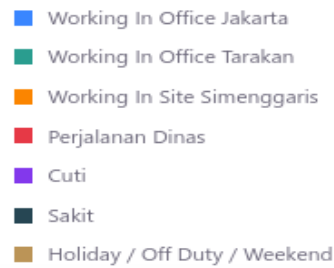 Working In Office Jakarta
Working In Office Tarakan
Working In Site Simenggaris
Perjalanan Dinas
Cuti
Sakit
Holiday / Off Duty / Weekend